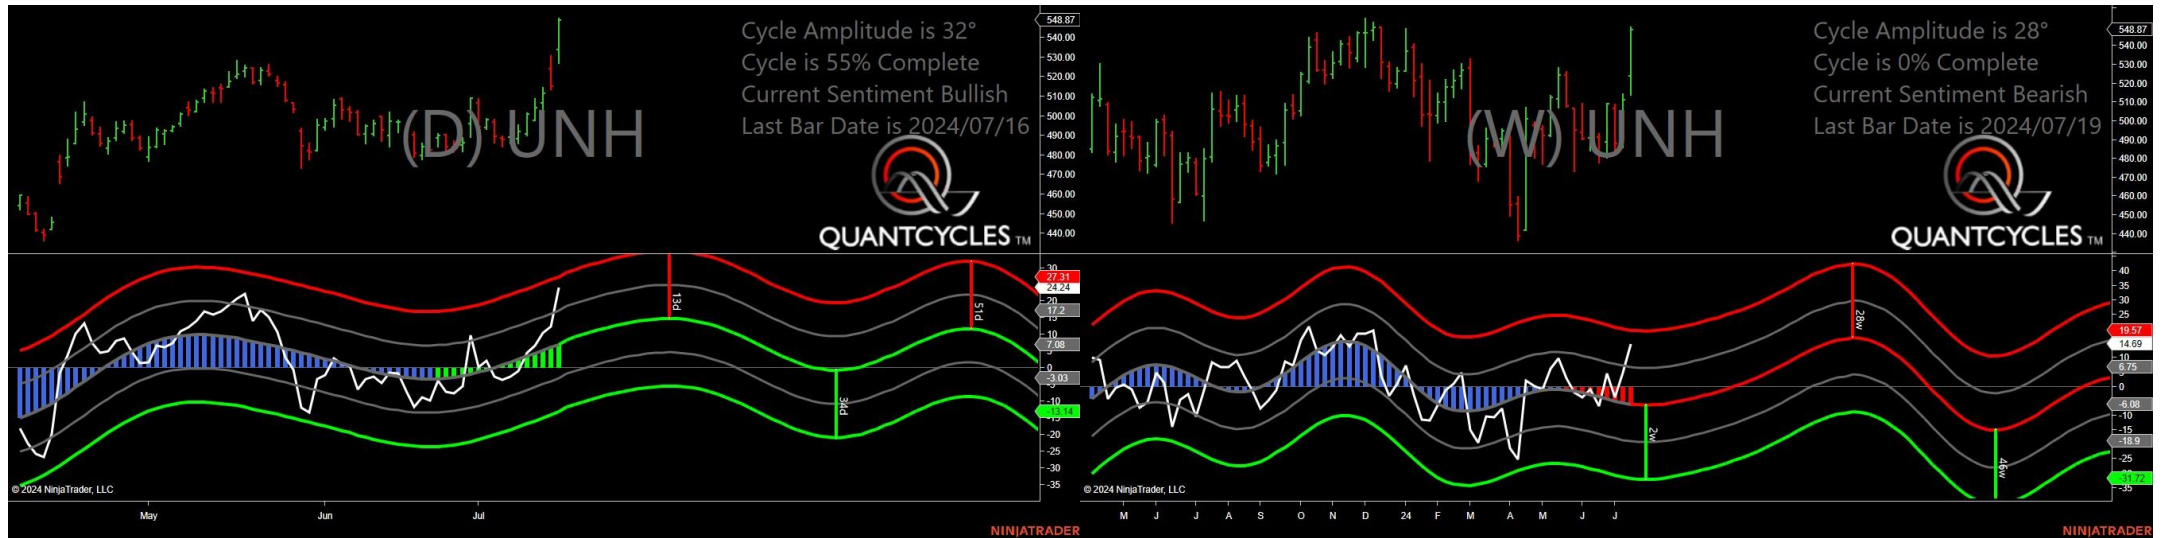 Cycle Amplitude is 32°
Cycle is 55% Complete
Current Sentiment Bullish
Last Bar Date is 2024/07/16
(D) UNH
QUANTCYCLES TM
548.87
540.00
530.00
520.00
510.00
500.00
490.00
480.00
470.00
460.00
450.00
440.00
30
27.31
24.24
20
17.2
15
10
7.08
5
0
-3.03
-5
-10
-13.14
-15
-20
-25
-30
-35
13d
34d
51d
© 2024 NinjaTrader, LLC
May Jun Jul
NINJATRADER
Cycle Amplitude is 28°
Cycle is 0% Complete
Current Sentiment Bearish
Last Bar Date is 2024/07/19
(W) UNH
QUANTCYCLES TM
548.87
540.00
530.00
520.00
510.00
500.00
490.00
480.00
470.00
460.00
450.00
440.00
40
35
30
25
19.57
14.69
10
6.75
5
0
-6.08
-10
-15
-18.9
-25
-31.72
-35
2w
28w
46w
© 2024 NinjaTrader, LLC
M J J A S O N D 24 F M A M J J
NINJATRADER